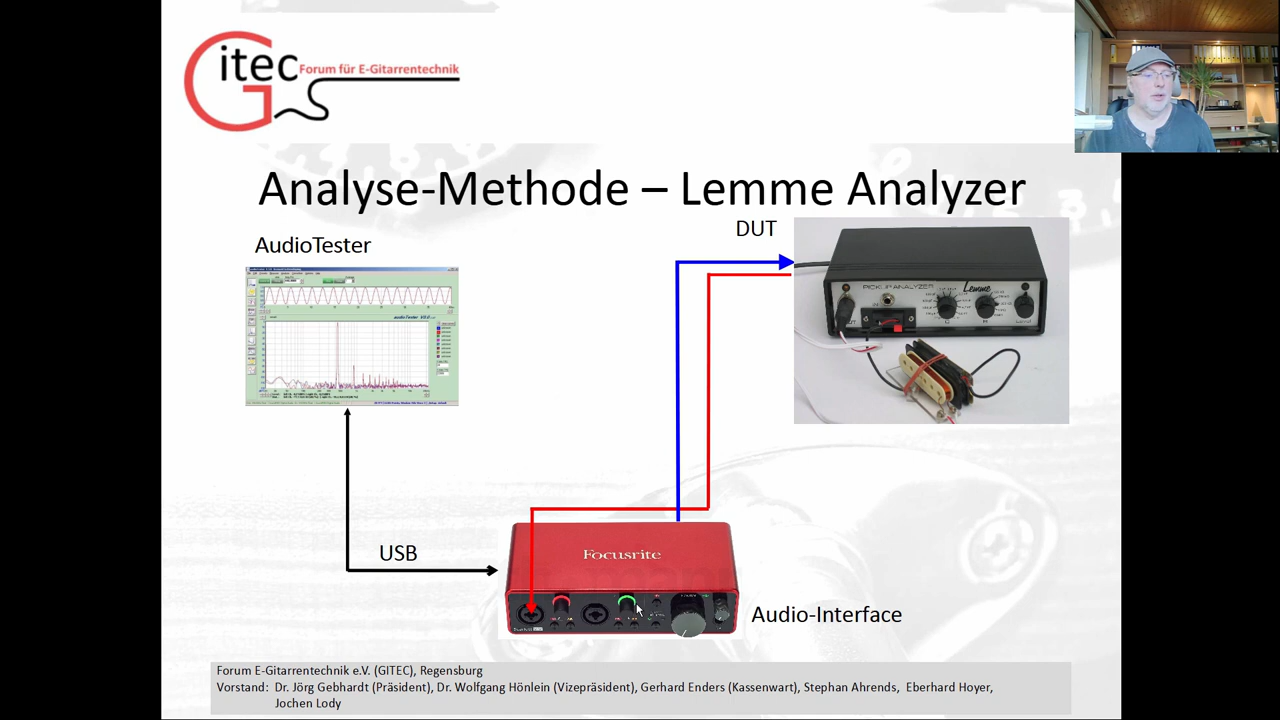 Gitec Forum für E-Gitarrentechnik
Analyse-Methode – Lemme Analyzer
AudioTester
DUT
PICKUP ANALYZER Lemme
USB
Focusrite
Audio-Interface
Forum E-Gitarrentechnik e.V. (GITEC), Regensburg
Vorstand: Dr. Jörg Gebhardt (Präsident), Dr. Wolfgang Hönlein (Vizepräsident), Gerhard Enders (Kassenwart), Stephan Ahrends, Eberhard Hoyer,
Jochen Lody